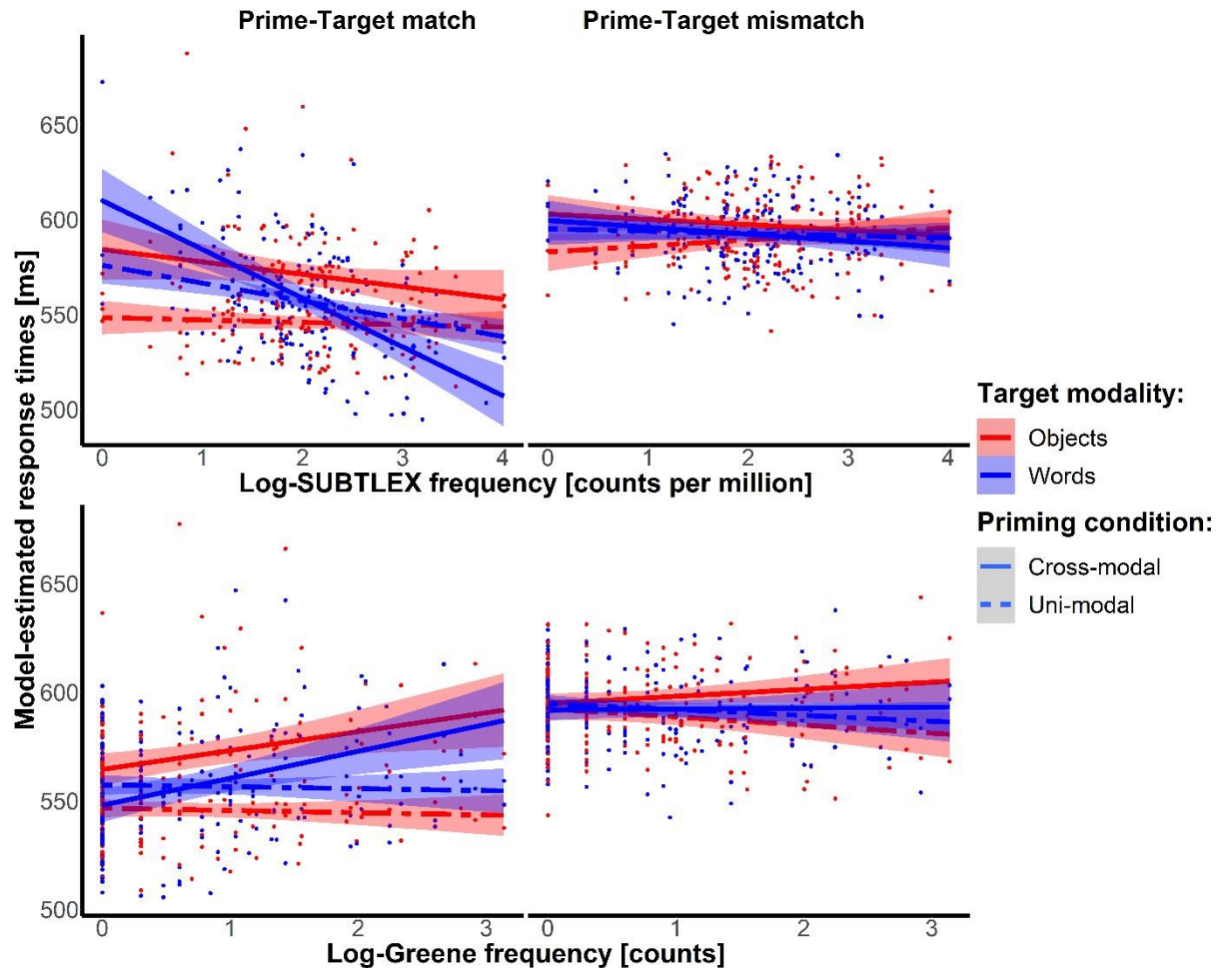 Prime-Target match
Prime-Target mismatch
Model-estimated response times [ms]
650
600
550
500
0 1 2 3 4
0 1 2 3 4
Log-SUBTLEX frequency [counts per million]
650
600
550
500
0 1 2 3
0 1 2 3
Log-Greene frequency [counts]
Target modality:
Objects
Words
Priming condition:
Cross-modal
Uni-modal